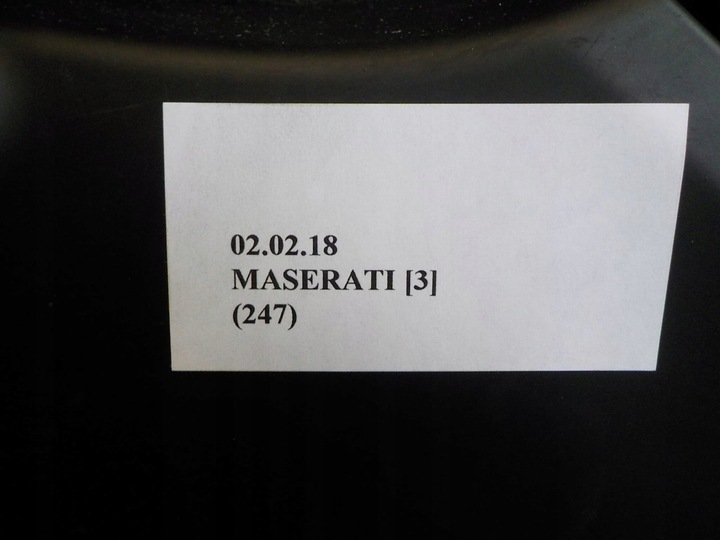 02.02.18
MASERATI [3]
(247)